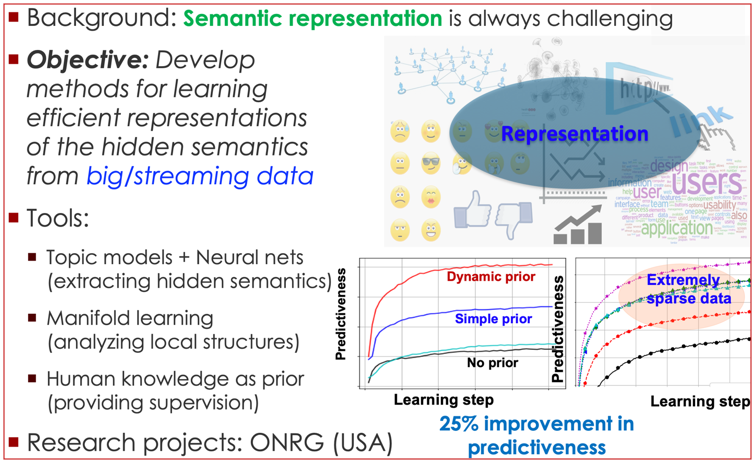 Background: Semantic representation is always challenging
Objective: Develop
methods for learning
efficient representations
of the hidden semantics
from big/streaming data
Tools:
Topic models + Neural nets
(extracting hidden semantics)
Manifold learning
(analyzing local structures)
Human knowledge as prior
(providing supervision)
Research projects: ONRG (USA)
http://
link
Representation
design
users
information
user
interface
team
usability
also
application
Predictiveness
Dynamic prior
Simple prior
No prior
Learning step
Predictiveness
Extremely
sparse data
Learning step
25% improvement in
predictiveness